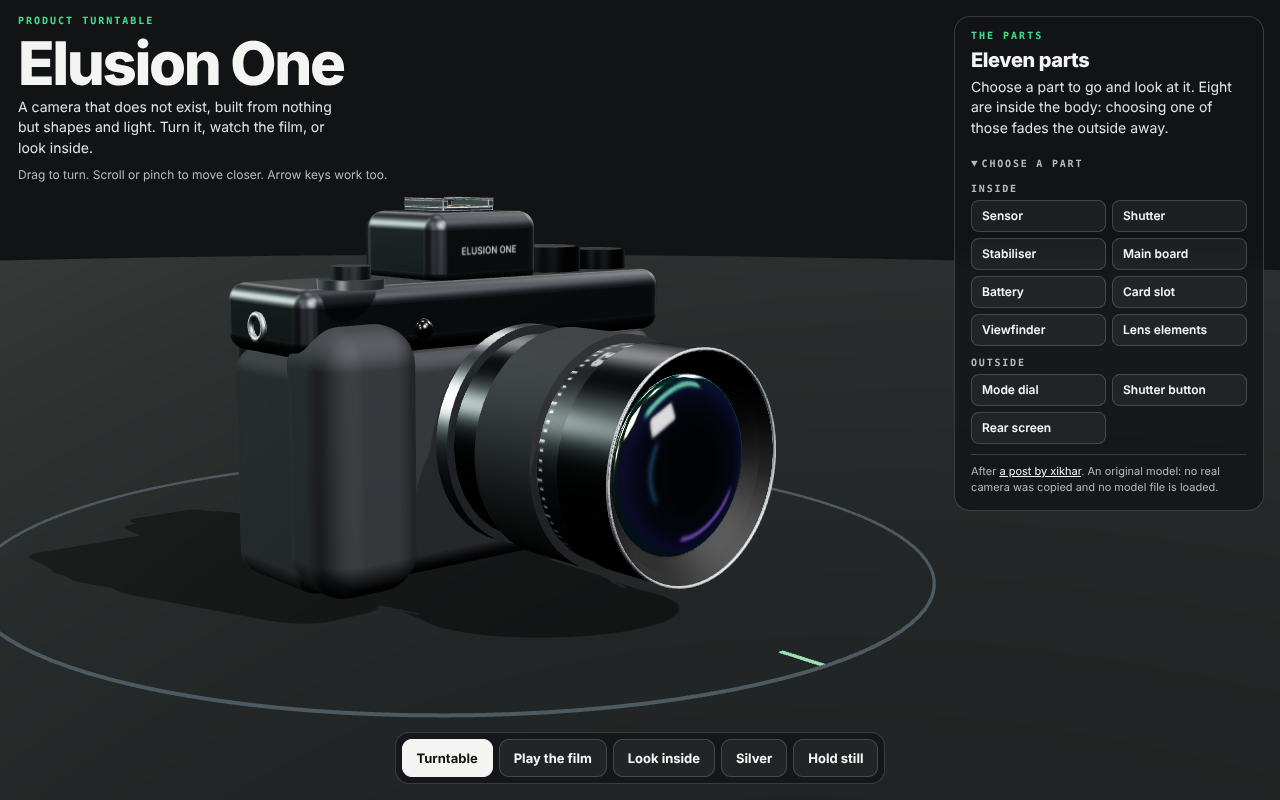 PRODUCT TURNTABLE
Elusion One
A camera that does not exist, built from nothing
but shapes and light. Turn it, watch the film, or
look inside.
Drag to turn. Scroll or pinch to move closer. Arrow keys work too.
ELUSION ONE
THE PARTS
Eleven parts
Choose a part to go and look at it. Eight
are inside the body: choosing one of
those fades the outside away.
▼ CHOOSE A PART
INSIDE
Sensor
Shutter
Stabiliser
Main board
Battery
Card slot
Viewfinder
Lens elements
OUTSIDE
Mode dial
Shutter button
Rear screen
After a post by xikhar. An original model: no real
camera was copied and no model file is loaded.
Turntable
Play the film
Look inside
Silver
Hold still